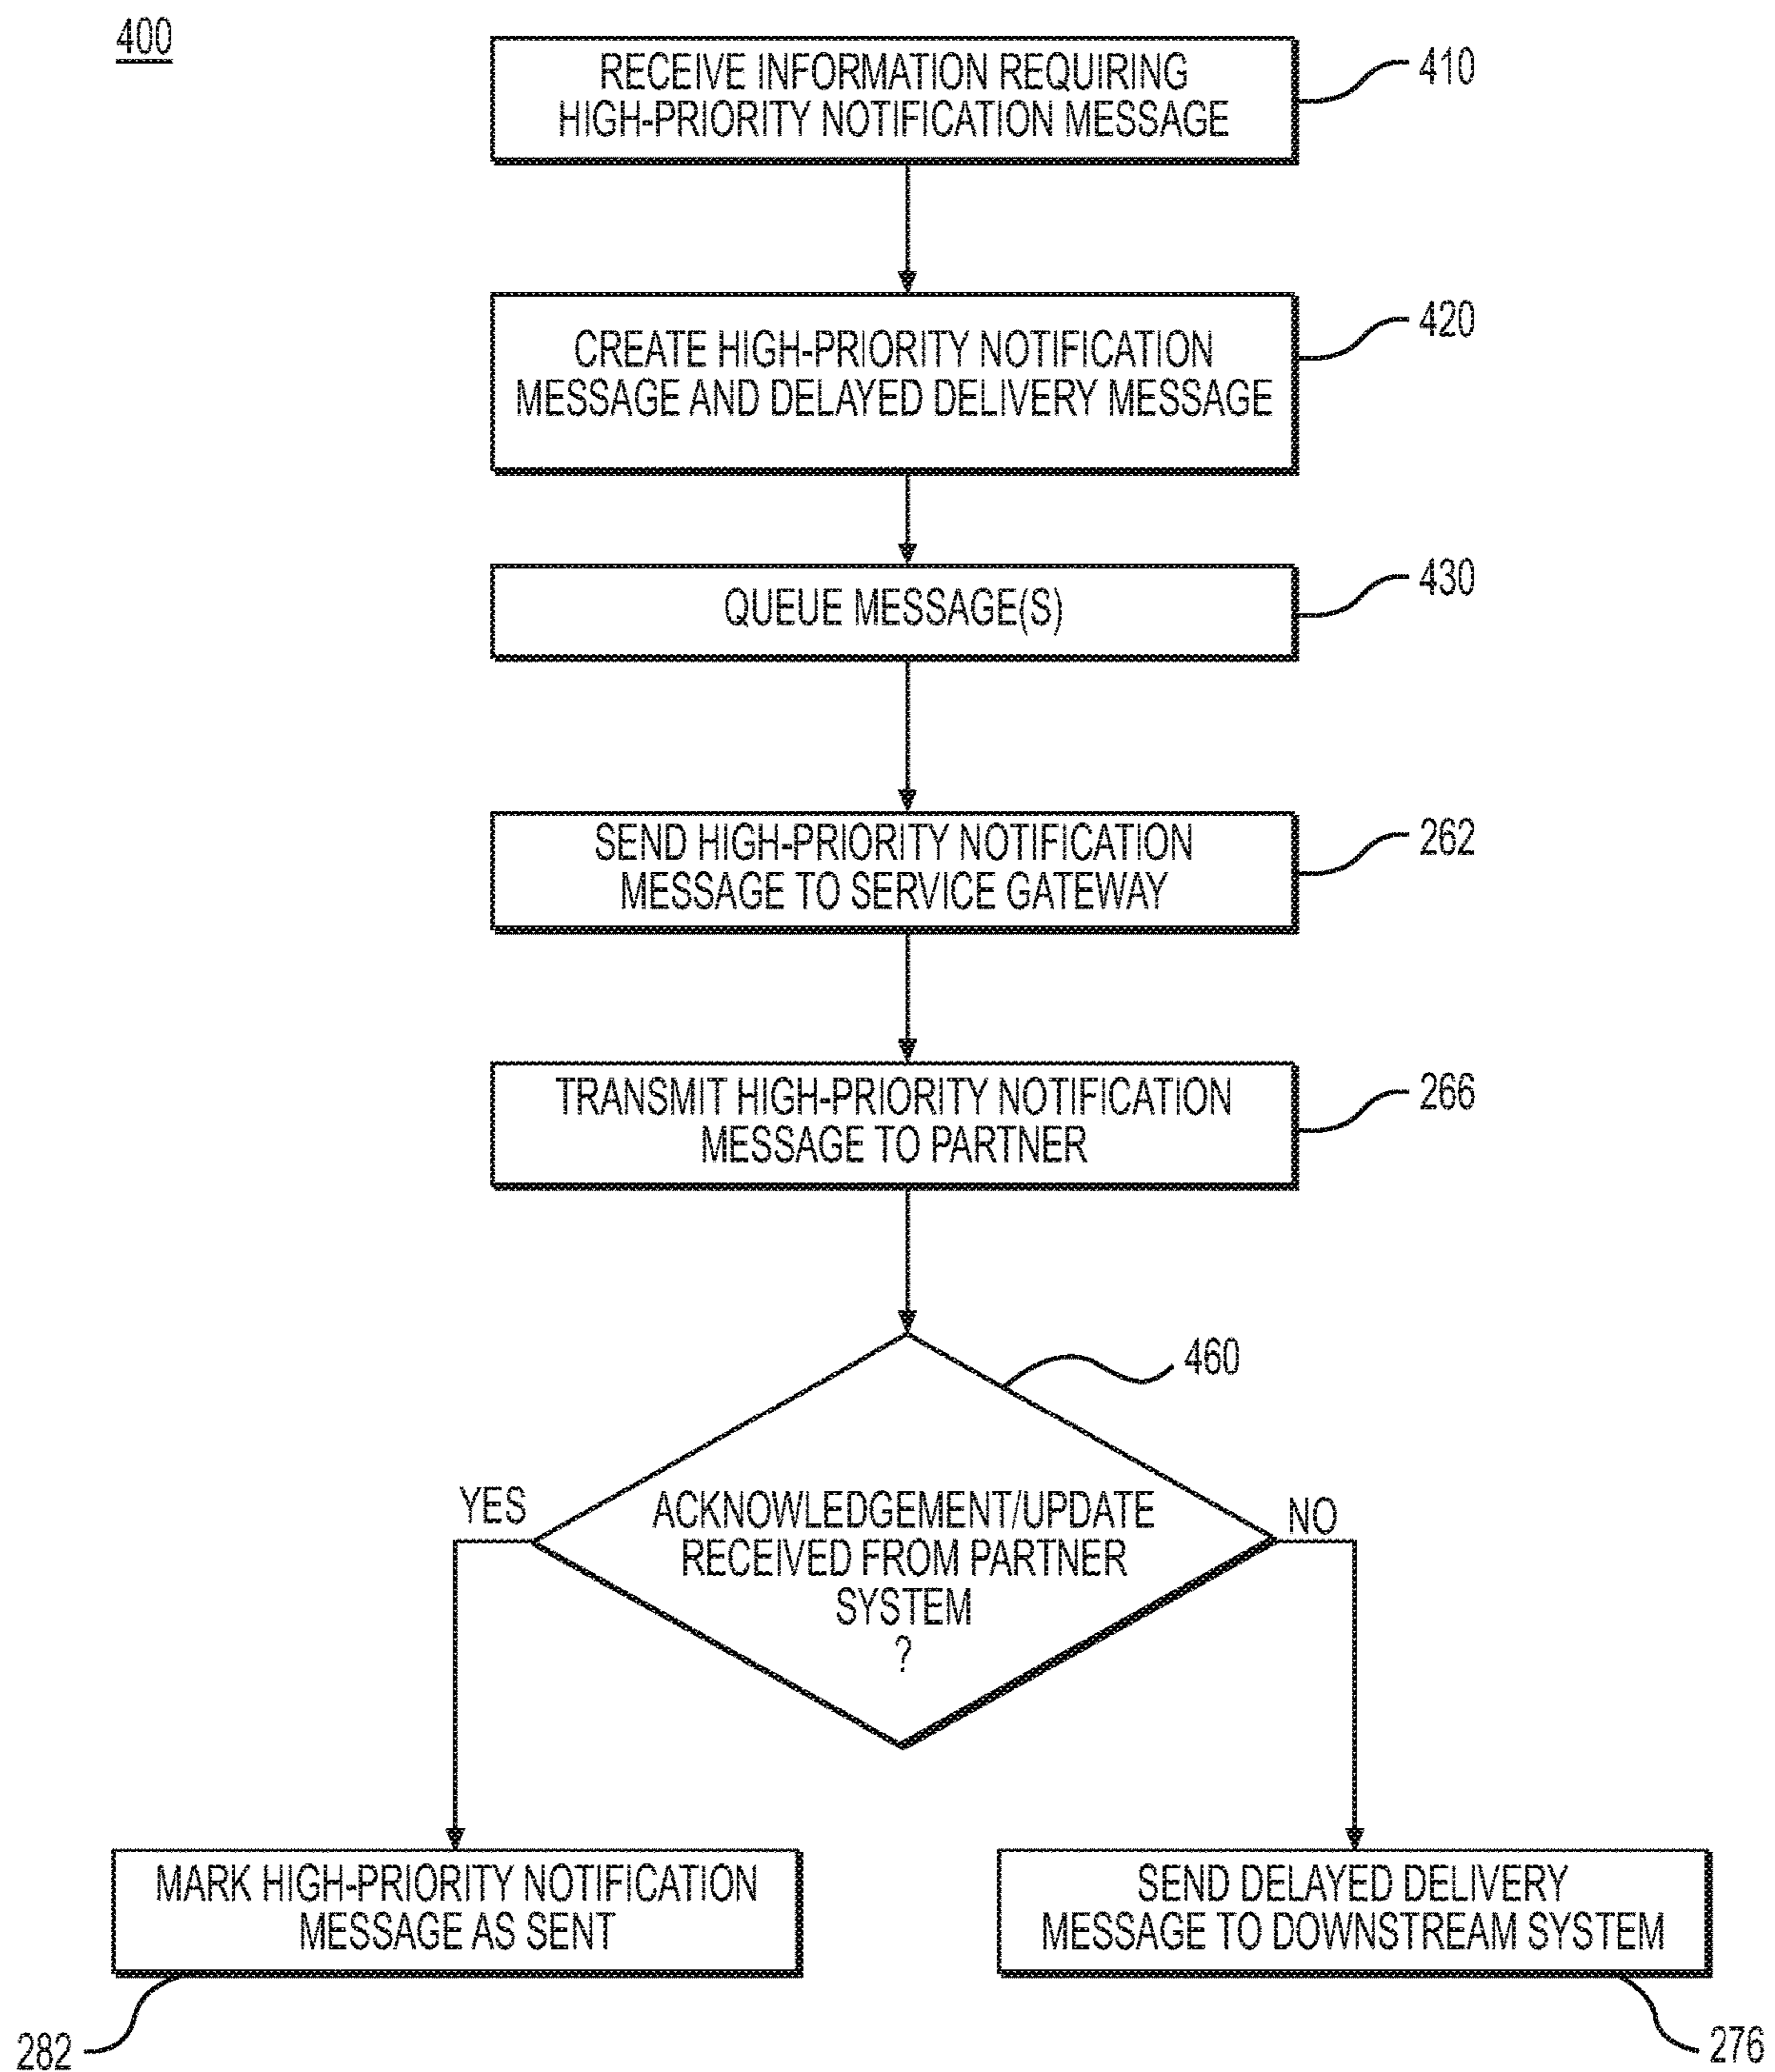 400
RECEIVE INFORMATION REQUIRING
HIGH-PRIORITY NOTIFICATION MESSAGE
410
CREATE HIGH-PRIORITY NOTIFICATION
MESSAGE AND DELAYED DELIVERY MESSAGE
420
QUEUE MESSAGE(S)
430
SEND HIGH-PRIORITY NOTIFICATION
MESSAGE TO SERVICE GATEWAY
262
TRANSMIT HIGH-PRIORITY NOTIFICATION
MESSAGE TO PARTNER
266
460
YES
ACKNOWLEDGEMENT/UPDATE
RECEIVED FROM PARTNER
SYSTEM
?
NO
MARK HIGH-PRIORITY NOTIFICATION
MESSAGE AS SENT
282
SEND DELAYED DELIVERY
MESSAGE TO DOWNSTREAM SYSTEM
276